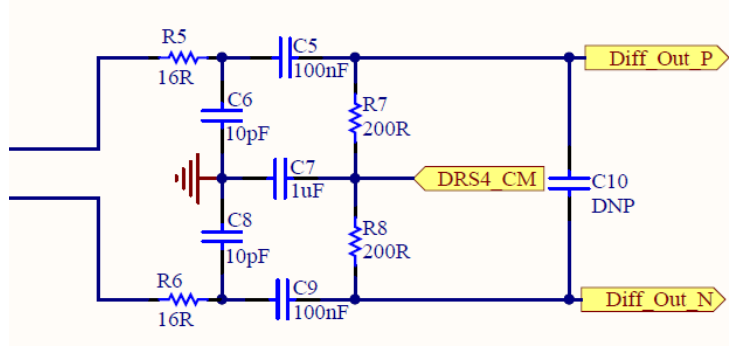 R5
16R
C5
100nF
Diff_Out_P
C6
10pF
R7
200R
C7
1uF
DRS4_CM
C10
DNP
C8
10pF
R8
200R
R6
16R
C9
100nF
Diff_Out_N